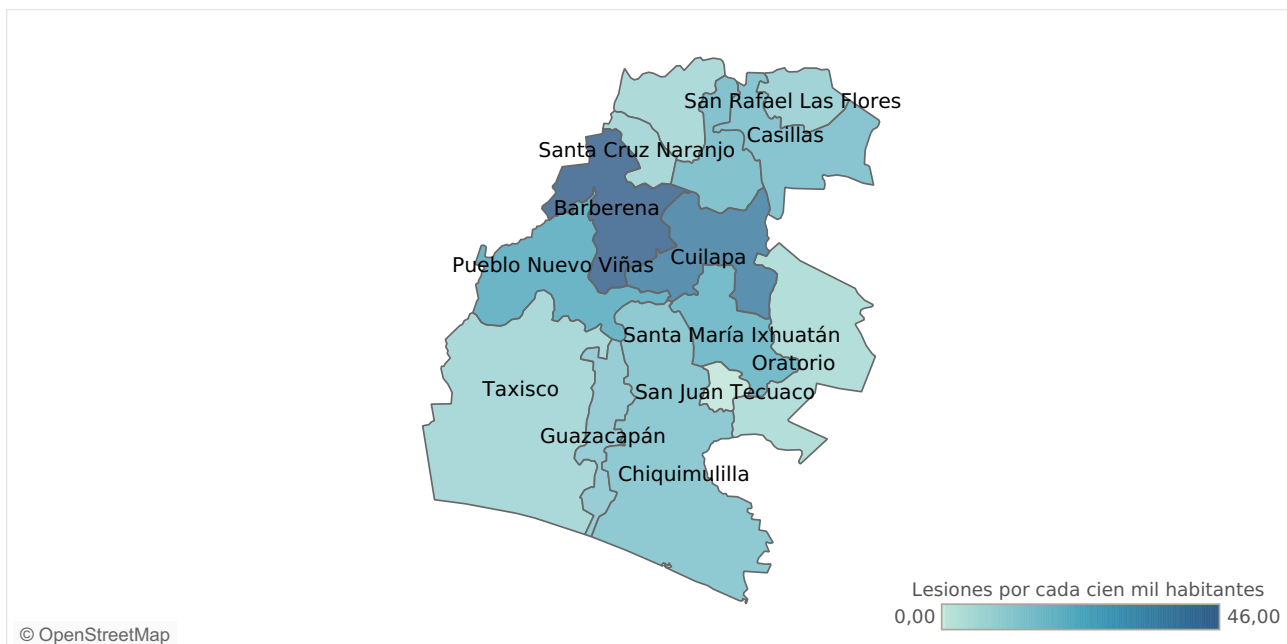 San Rafael Las Flores
Casillas
Santa Cruz Naranjo
Barberena
Cuilapa
Pueblo Nuevo Viñas
Santa María Ixhuatán
Oratorio
Taxisco
San Juan Tecuaco
Guazacapán
Chiquimulilla
Lesiones por cada cien mil habitantes
0,00 46,00
© OpenStreetMap